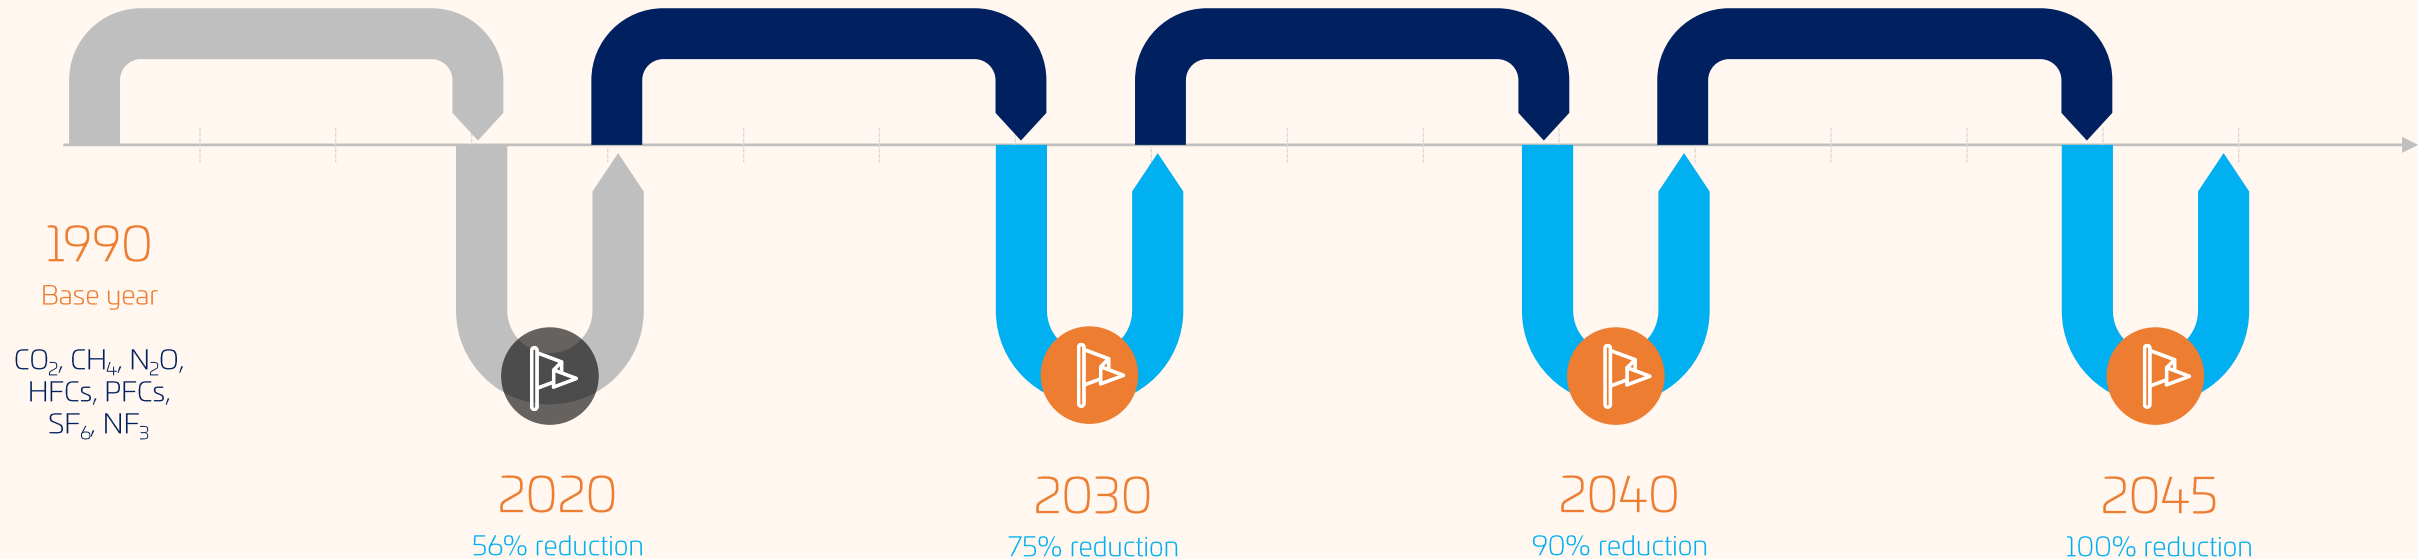 1990
Base year
CO₂, CH₄, N₂O,
HFCs, PFCs,
SF₆, NF₃
2020
56% reduction
2030
75% reduction
2040
90% reduction
2045
100% reduction